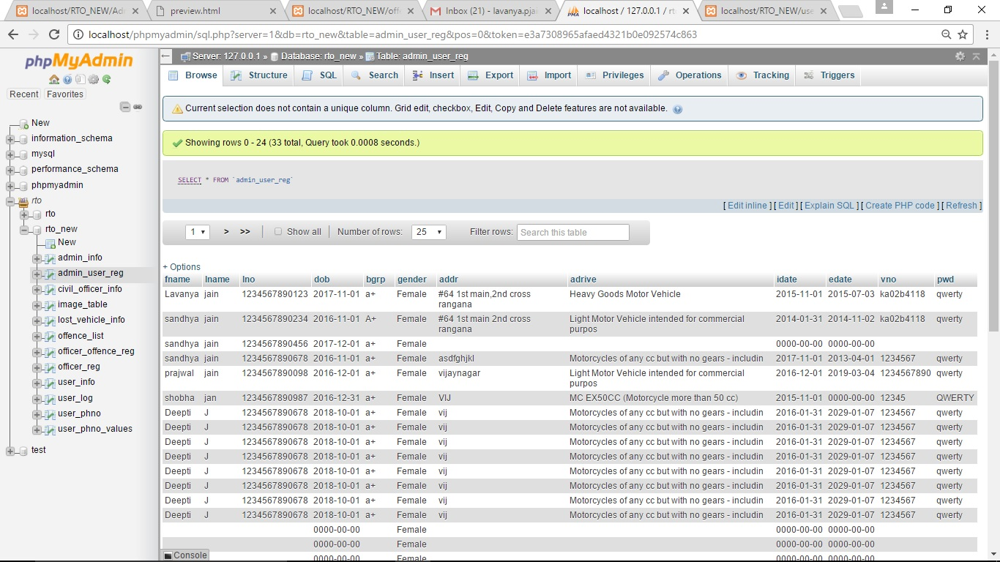 localhost/RTO_NEW/Adr
preview.html
localhost/RTO_NEW/offe
Inbox (21) - lavanya.pjai
localhost / 127.0.0.1 / rt
localhost/RTO_NEW/use
localhost/phpmyadmin/sql.php?server=1&db=rto_new&table=admin_user_reg&pos=0&token=e3a7308965afaed4321b0e092574c863
phpMyAdmin
Recent Favorites
New
information_schema
mysql
performance_schema
phpmyadmin
rto
rto
rto_new
New
admin_info
admin_user_reg
civil_officer_info
image_table
lost_vehicle_info
offence_list
officer_offence_reg
officer_reg
user_info
user_log
user_phno
user_phno_values
test
Server: 127.0.0.1 » Database: rto_new » Table: admin_user_reg
Browse Structure SQL Search Insert Export Import Privileges Operations Tracking Triggers
Current selection does not contain a unique column. Grid edit, checkbox, Edit, Copy and Delete features are not available.
Showing rows 0 - 24 (33 total, Query took 0.0008 seconds.)
SELECT * FROM `admin_user_reg`
[ Edit inline ] [ Edit ] [ Explain SQL ] [ Create PHP code ] [ Refresh ]
1 > >> Show all Number of rows: 25 Filter rows: Search this table
+ Options
fname lname lno dob bgrp gender addr adrive idate edate vno pwd
Lavanya jain 1234567890123 2017-11-01 a+ Female #64 1st main,2nd cross rangana Heavy Goods Motor Vehicle 2015-11-01 2015-07-03 ka02b4118 qwerty
sandhya jain 1234567890234 2016-11-01 A+ Female #64 1st main 2nd cross rangana Light Motor Vehicle intended for commercial purpos 2014-01-31 2014-11-02 ka02b4118 qwerty
sandhya jain 1234567890456 2017-12-01 a+ Female 0000-00-00 0000-00-00
sandhya jain 1234567890678 2016-11-01 a+ Female asdfghjkl Motorcycles of any cc but with no gears - includin 2017-11-01 2013-04-01 1234567 qwerty
prajwal jain 1234567890098 2016-12-01 a+ Female vijaynagar Light Motor Vehicle intended for commercial purpos 2016-12-01 2019-03-04 1234567890 qwerty
shobha jan 1234567890987 2016-12-31 a+ Female VIJ MC EX50CC (Motorcycle more than 50 cc) 2015-11-01 0000-00-00 12345 QWERTY
Deepti J 1234567890678 2018-10-01 a+ Female vij Motorcycles of any cc but with no gears - includin 2016-01-31 2029-01-07 1234567 qwerty
Deepti J 1234567890678 2018-10-01 a+ Female vij Motorcycles of any cc but with no gears - includin 2016-01-31 2029-01-07 1234567 qwerty
Deepti J 1234567890678 2018-10-01 a+ Female vij Motorcycles of any cc but with no gears - includin 2016-01-31 2029-01-07 1234567 qwerty
Deepti J 1234567890678 2018-10-01 a+ Female vij Motorcycles of any cc but with no gears - includin 2016-01-31 2029-01-07 1234567 qwerty
Deepti J 1234567890678 2018-10-01 a+ Female vij Motorcycles of any cc but with no gears - includin 2016-01-31 2029-01-07 1234567 qwerty
Deepti J 1234567890678 2018-10-01 a+ Female vij Motorcycles of any cc but with no gears - includin 2016-01-31 2029-01-07 1234567 qwerty
Deepti J 1234567890678 2018-10-01 a+ Female vij Motorcycles of any cc but with no gears - includin 2016-01-31 2029-01-07 1234567 qwerty
Deepti J 1234567890678 2018-10-01 a+ Female vij Motorcycles of any cc but with no gears - includin 2016-01-31 2029-01-07 1234567 qwerty
0000-00-00 Female 0000-00-00 0000-00-00
0000-00-00 Female 0000-00-00 0000-00-00
0000-00-00 Female 0000-00-00 0000-00-00
Console